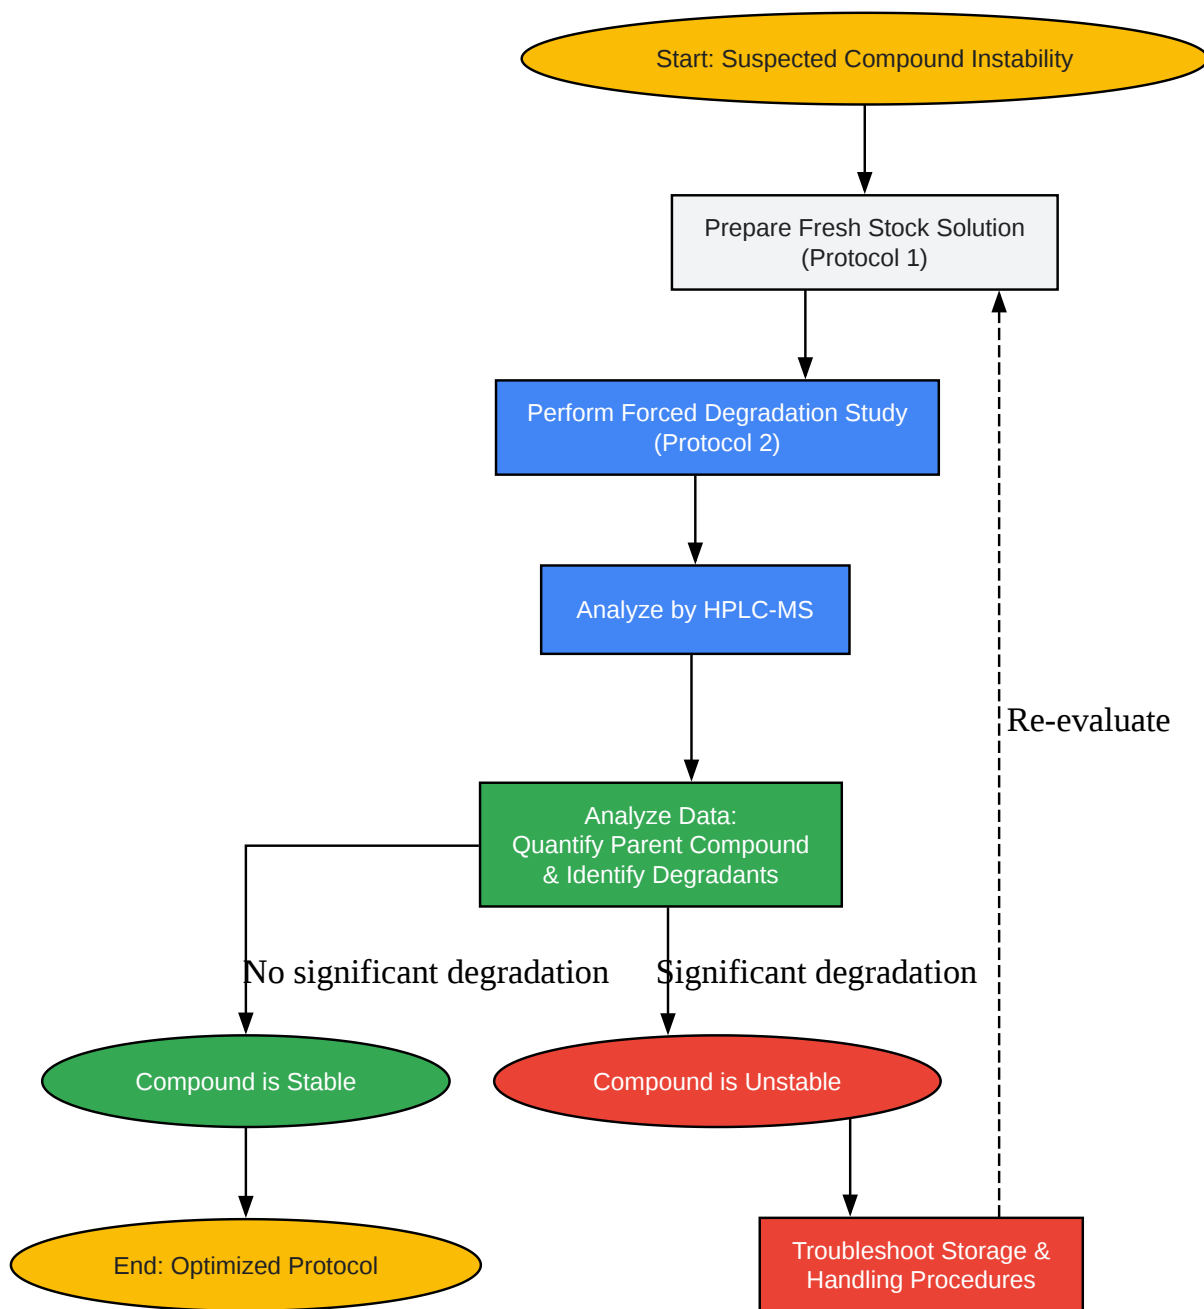 Start: Suspected Compound Instability
Prepare Fresh Stock Solution
(Protocol 1)
Perform Forced Degradation Study
(Protocol 2)
Analyze by HPLC-MS
Re-evaluate
Analyze Data:
Quantify Parent Compound
& Identify Degradants
No significant degradation
Significant degradation
Compound is Stable
Compound is Unstable
End: Optimized Protocol
Troubleshoot Storage &
Handling Procedures